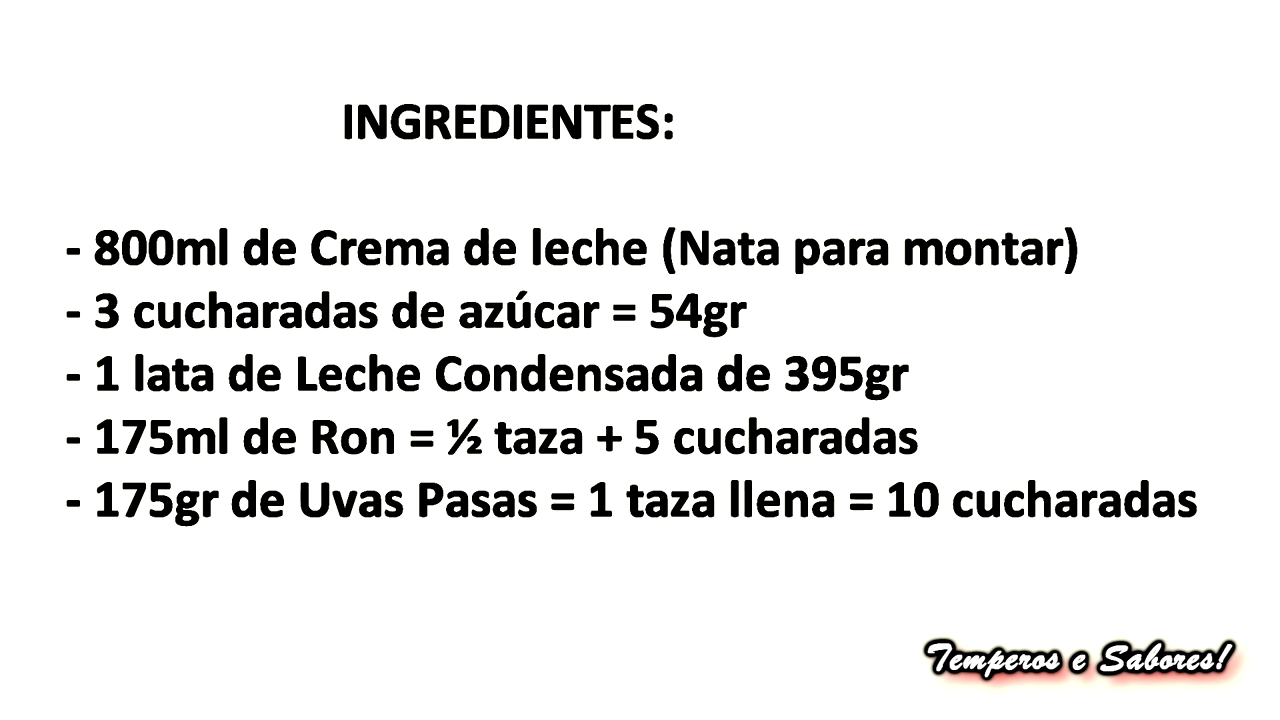 INGREDIENTES:
- 800ml de Crema de leche (Nata para montar)
- 3 cucharadas de azúcar = 54gr
- 1 lata de Leche Condensada de 395gr
- 175ml de Ron = ½ taza + 5 cucharadas
- 175gr de Uvas Pasas = 1 taza llena = 10 cucharadas
Temperos e Sabores!